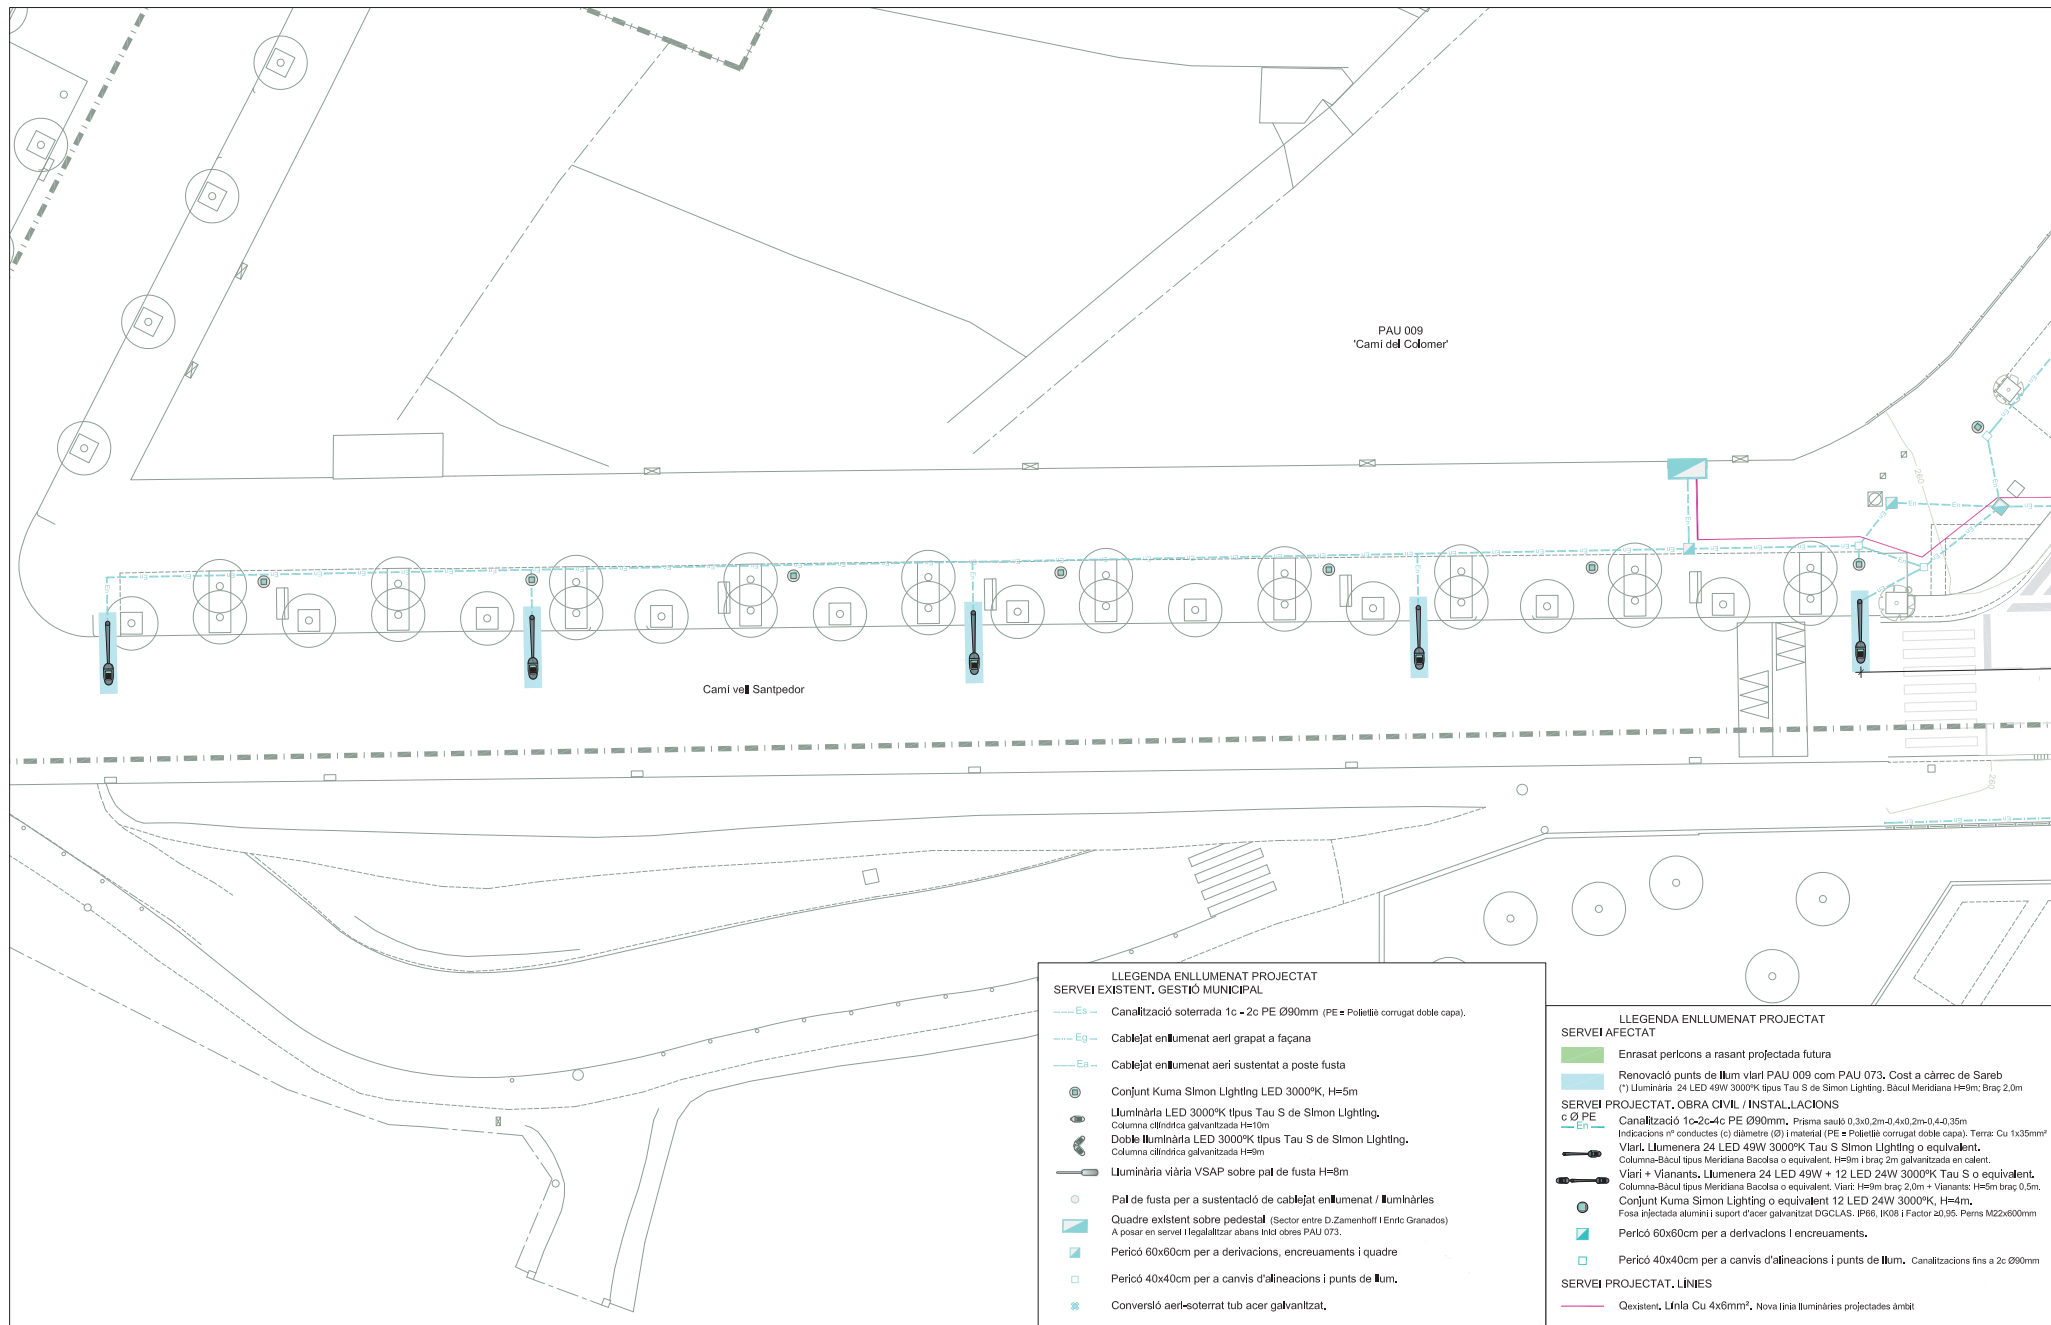 PAU 009
'Camí del Colomer'
260
Camí vell Santpedor
260
LLEGENDA ENLLUMENAT PROJECTAT
SERVEI EXISTENT. GESTIÓ MUNICIPAL
Es Canalització soterrada 1c - 2c PE Ø90mm (PE = Polietilè corrugat doble capa).
Eg Cablejat enllumenat aeri grapat a façana
Ea Cablejat enllumenat aeri sustentat a poste fusta
Conjunt Kuma Simon Lighting LED 3000ºK, H=5m
Lluminària LED 3000ºK tipus Tau S de Simon Lighting.
Columna cilíndrica galvanitzada H=10m
Doble lluminària LED 3000ºK tipus Tau S de Simon Lighting.
Columna cilíndrica galvanitzada H=9m
Lluminària viària VSAP sobre pal de fusta H=8m
Pal de fusta per a sustentació de cablejat enllumenat / lluminàries
Quadre existent sobre pedestal (Sector entre D.Zamenhoff i Enric Granados)
A posar en servei i legalalitzar abans inici obres PAU 073.
Pericó 60x60cm per a derivacions, encreuaments i quadre
Pericó 40x40cm per a canvis d'alineacions i punts de llum.
Conversló aeri-soterrat tub acer galvanitzat.
LLEGENDA ENLLUMENAT PROJECTAT
SERVEI AFECTAT
Enrasat pericons a rasant projectada futura
Renovació punts de llum viari PAU 009 com PAU 073. Cost a càrrec de Sareb
(*) Lluminària 24 LED 49W 3000ºK tipus Tau S de Simon Lighting. Bàcul Meridiana H=9m; Braç 2,0m
SERVEI PROJECTAT. OBRA CIVIL / INSTAL.LACIONS
c Ø PE
En Canalització 1c-2c-4c PE Ø90mm. Prisma sauló 0,3x0,2m-0,4x0,2m-0,4-0,35m
Indicacions nº conductes (c) diàmetre (Ø) i material (PE = Polietilè corrugat doble capa). Terra: Cu 1x35mm²
Viari. Llumenera 24 LED 49W 3000ºK Tau S Simon Lighting o equivalent.
Columna-Bàcul tipus Meridiana Bacolsa o equivalent. H=9m i braç 2m galvanitzada en calent.
Viari + Vianants. Llumenera 24 LED 49W + 12 LED 24W 3000ºK Tau S o equivalent.
Columna-Bàcul tipus Meridiana Bacolsa o equivalent. Viari: H=9m braç 2,0m + Vianants: H=5m braç 0,5m.
Conjunt Kuma Simon Lighting o equivalent 12 LED 24W 3000ºK, H=4m.
Fosa injectada alumini i suport d'acer galvanitzat DGCLAS. IP66, IK08 i Factor ≥0,95. Perns M22x600mm
Pericó 60x60cm per a derivacions i encreuaments.
Pericó 40x40cm per a canvis d'alineacions i punts de llum. Canalitzacions fins a 2c Ø90mm
SERVEI PROJECTAT. LÍNIES
Qexistent. Línia Cu 4x6mm². Nova línia lluminàries projectades àmbit